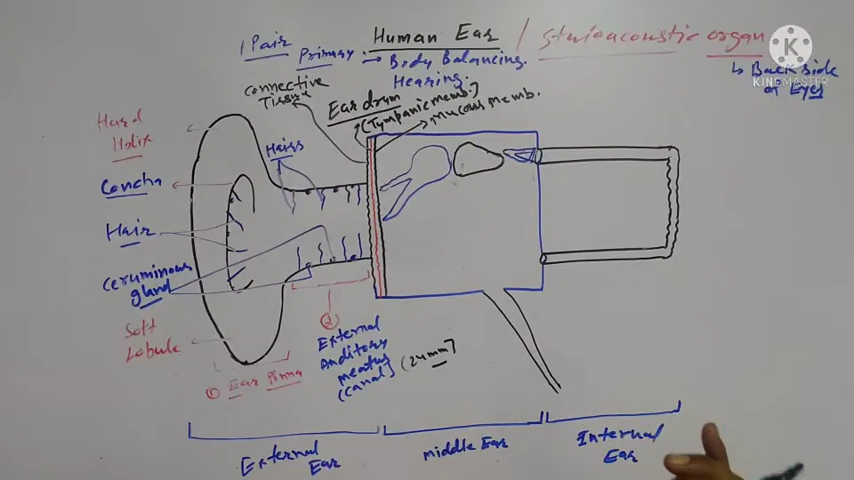 1 Pair
Primary
Human Ear / Statoacoustic organ
→ Body Balancing.
Hearing.
↳ Back side
of Eyes
K
KINEMASTER
connective
Tissue
Ear drum
(Tympanic memb.)
Mucous memb.
Hard
Helix
Hairs
Concha
Hair
Ceruminous
gland
Soft
Lobule
① Ear Pinna
②
External
Auditory
meatus
(canal)
(24mm)
External
Ear
middle Ear
Internal
Ear